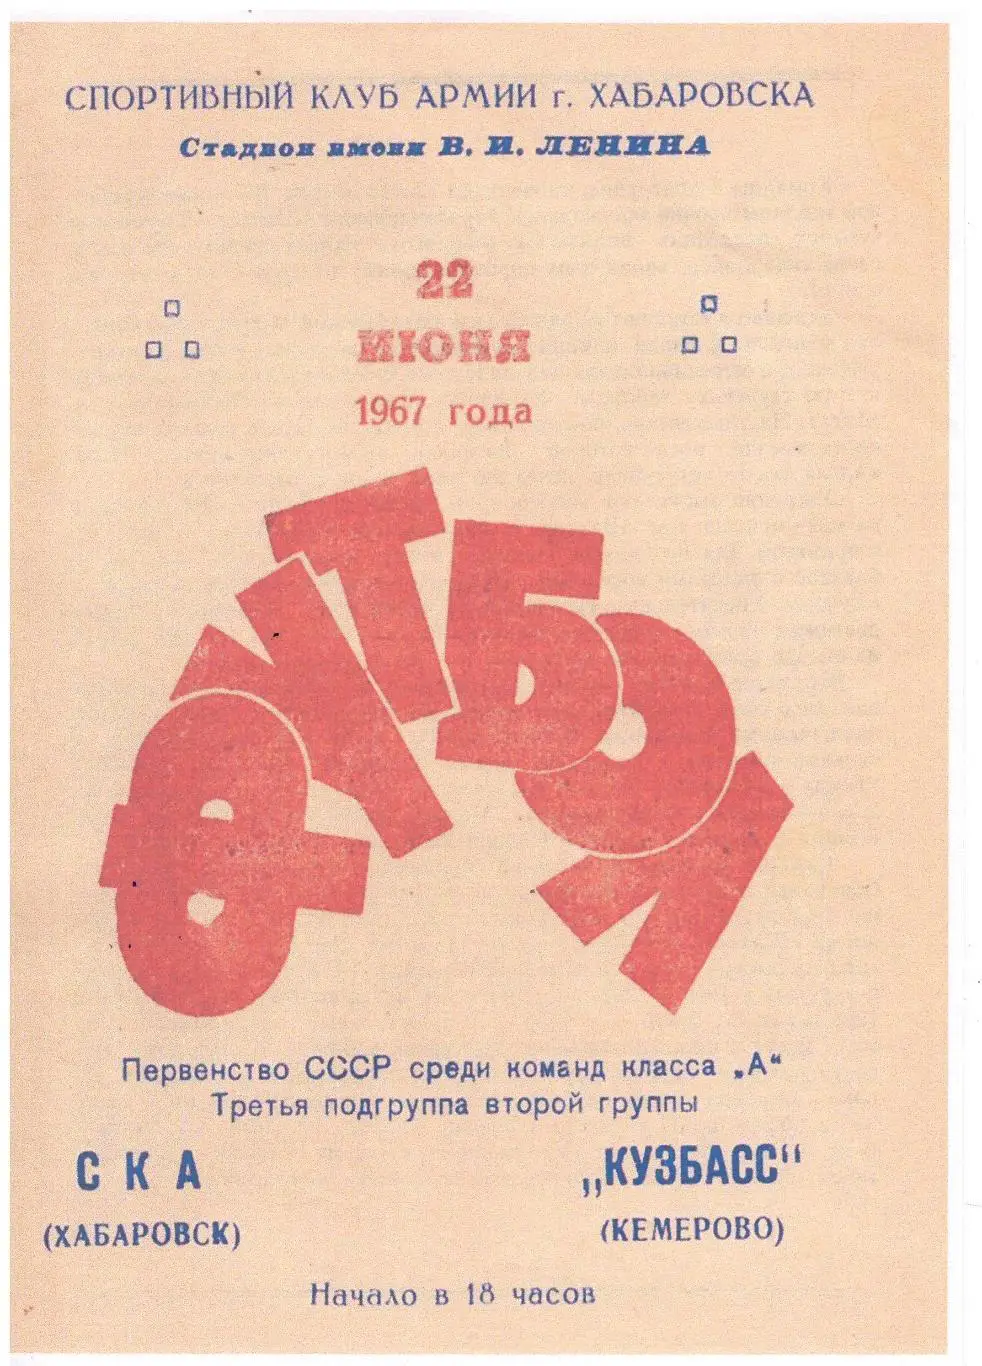 СПОРТИВНЫЙ КЛУБ АРМИИ г. ХАБАРОВСКА
Стадион имени В. И. ЛЕНИНА
22
ИЮНЯ
1967 года
ФУТБОЛ
Первенство СССР среди команд класса „А“
Третья подгруппа второй группы
СКА „КУЗБАСС“
(ХАБАРОВСК) (КЕМЕРОВО)
Начало в 18 часов